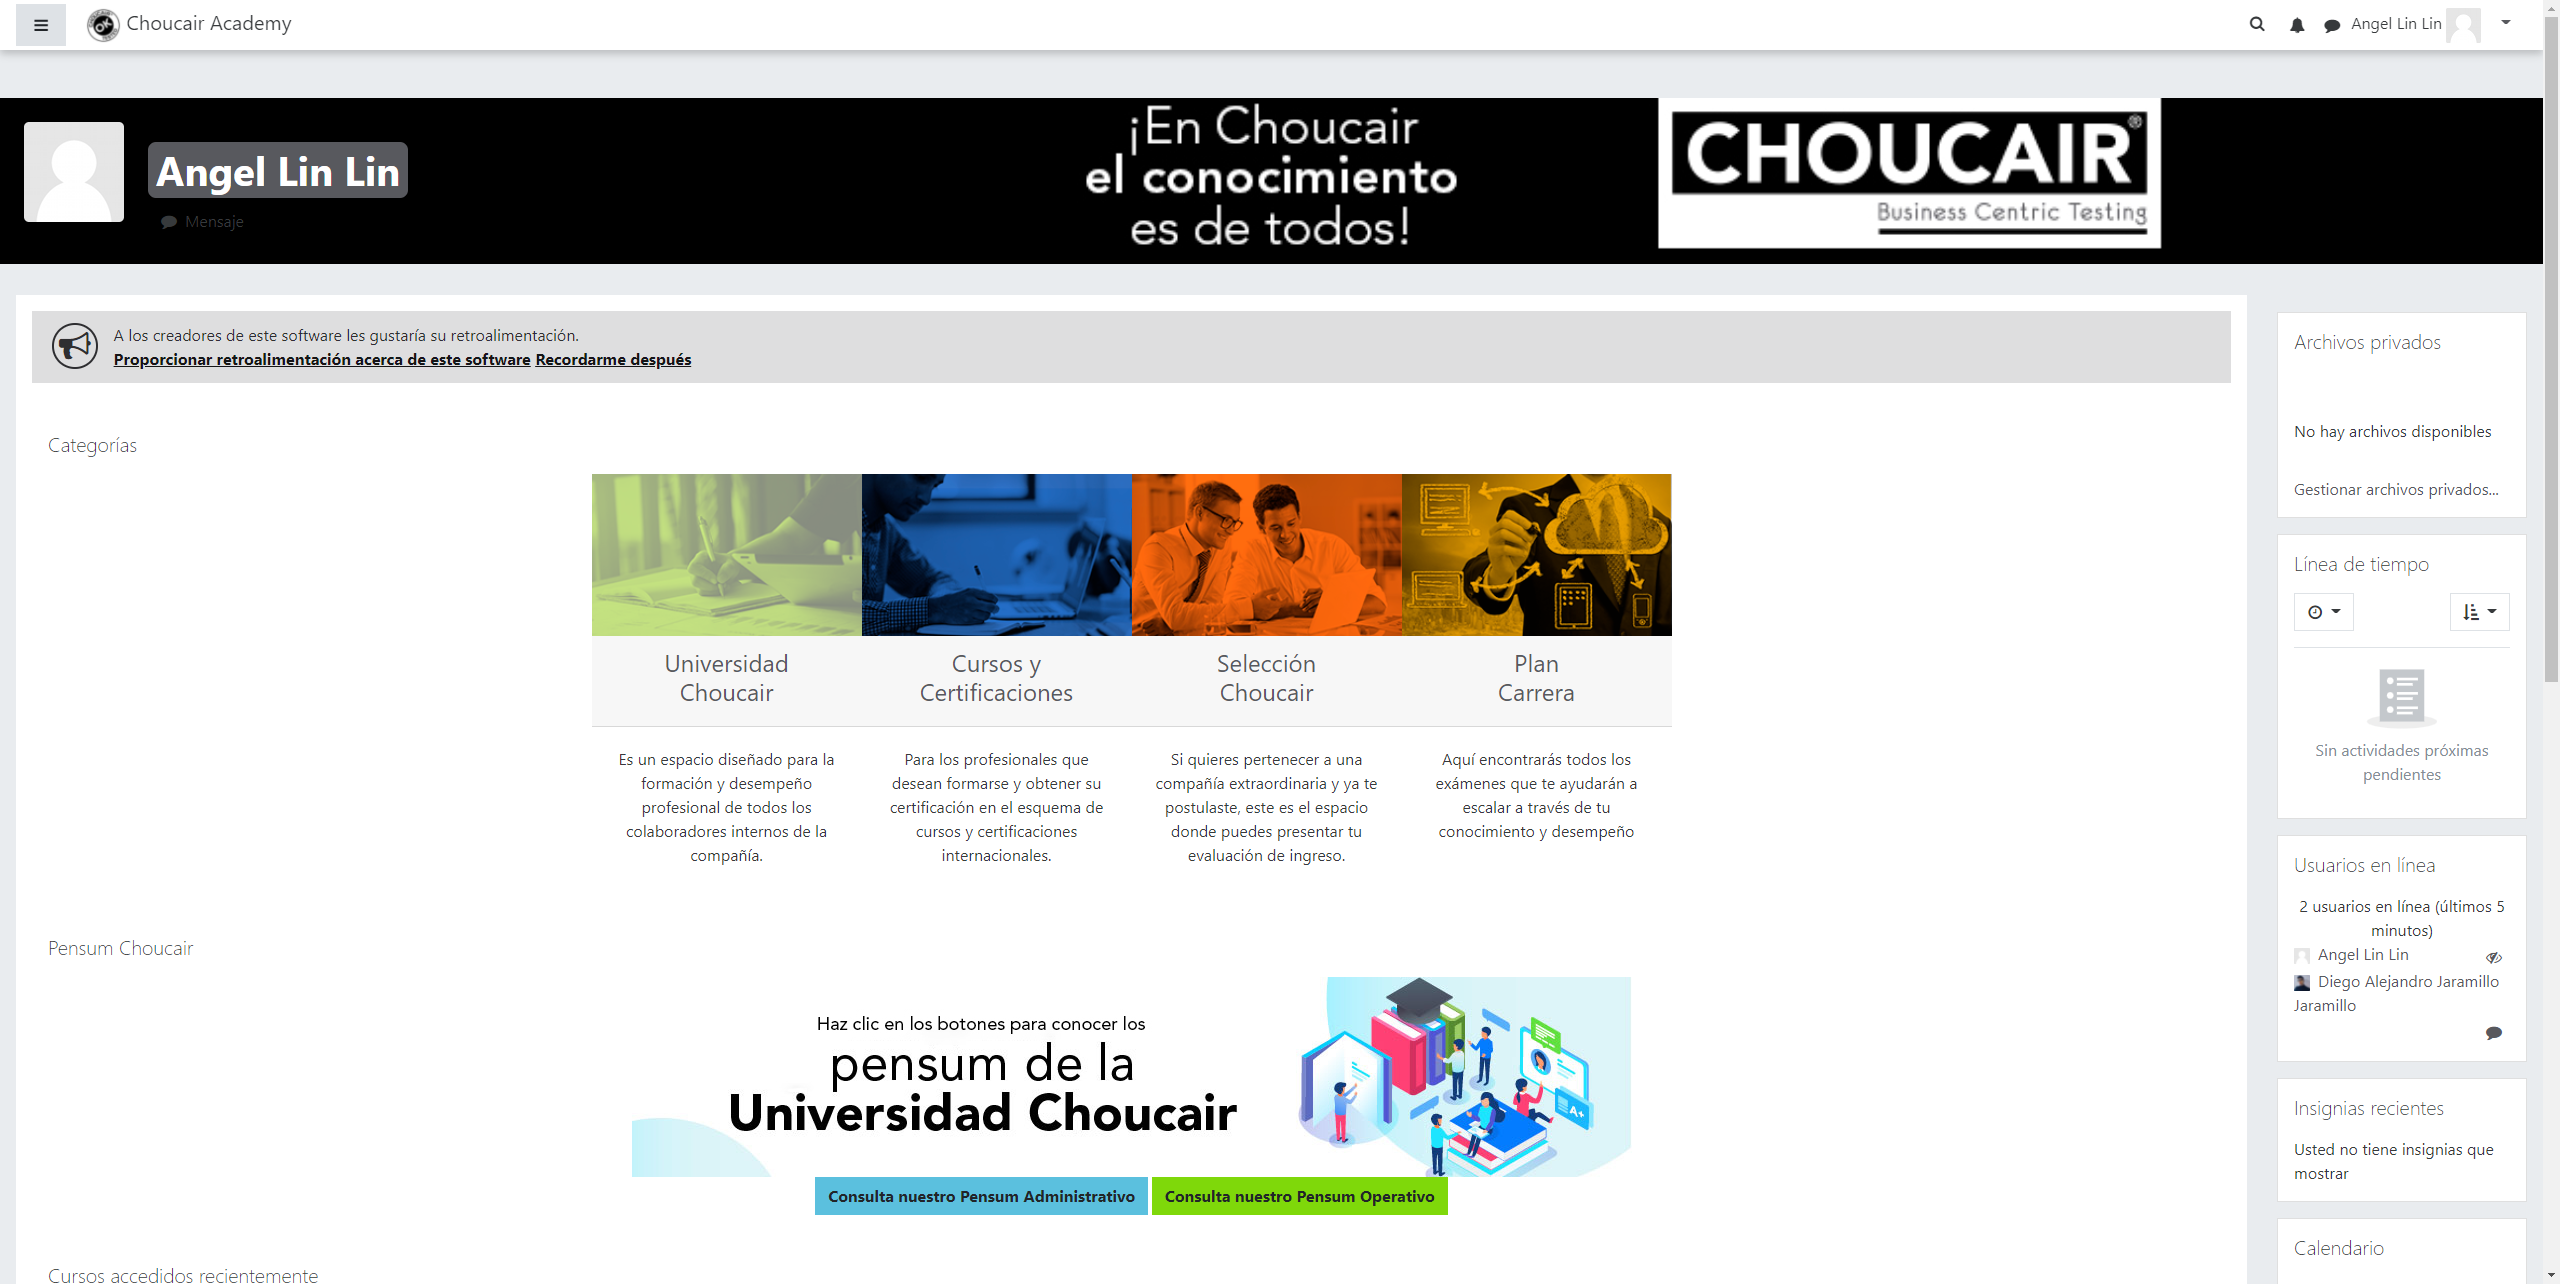 Choucair Academy
Angel Lin Lin
Angel Lin Lin
Mensaje
¡En Choucair
el conocimiento
es de todos!
CHOUCAIR®
Business Centric Testing
A los creadores de este software les gustaría su retroalimentación.
Proporcionar retroalimentación acerca de este software Recordarme después
Categorías
Universidad
Choucair
Es un espacio diseñado para la
formación y desempeño
profesional de todos los
colaboradores internos de la
compañía.
Cursos y
Certificaciones
Para los profesionales que
desean formarse y obtener su
certificación en el esquema de
cursos y certificaciones
internacionales.
Selección
Choucair
Si quieres pertenecer a una
compañía extraordinaria y ya te
postulaste, este es el espacio
donde puedes presentar tu
evaluación de ingreso.
Plan
Carrera
Aquí encontrarás todos los
exámenes que te ayudarán a
escalar a través de tu
conocimiento y desempeño
Pensum Choucair
Haz clic en los botones para conocer los
pensum de la
Universidad Choucair
A+
Consulta nuestro Pensum Administrativo
Consulta nuestro Pensum Operativo
Cursos accedidos recientemente
Archivos privados
No hay archivos disponibles
Gestionar archivos privados...
Línea de tiempo
Sin actividades próximas
pendientes
Usuarios en línea
2 usuarios en línea (últimos 5
minutos)
Angel Lin Lin
Diego Alejandro Jaramillo
Jaramillo
Insignias recientes
Usted no tiene insignias que
mostrar
Calendario